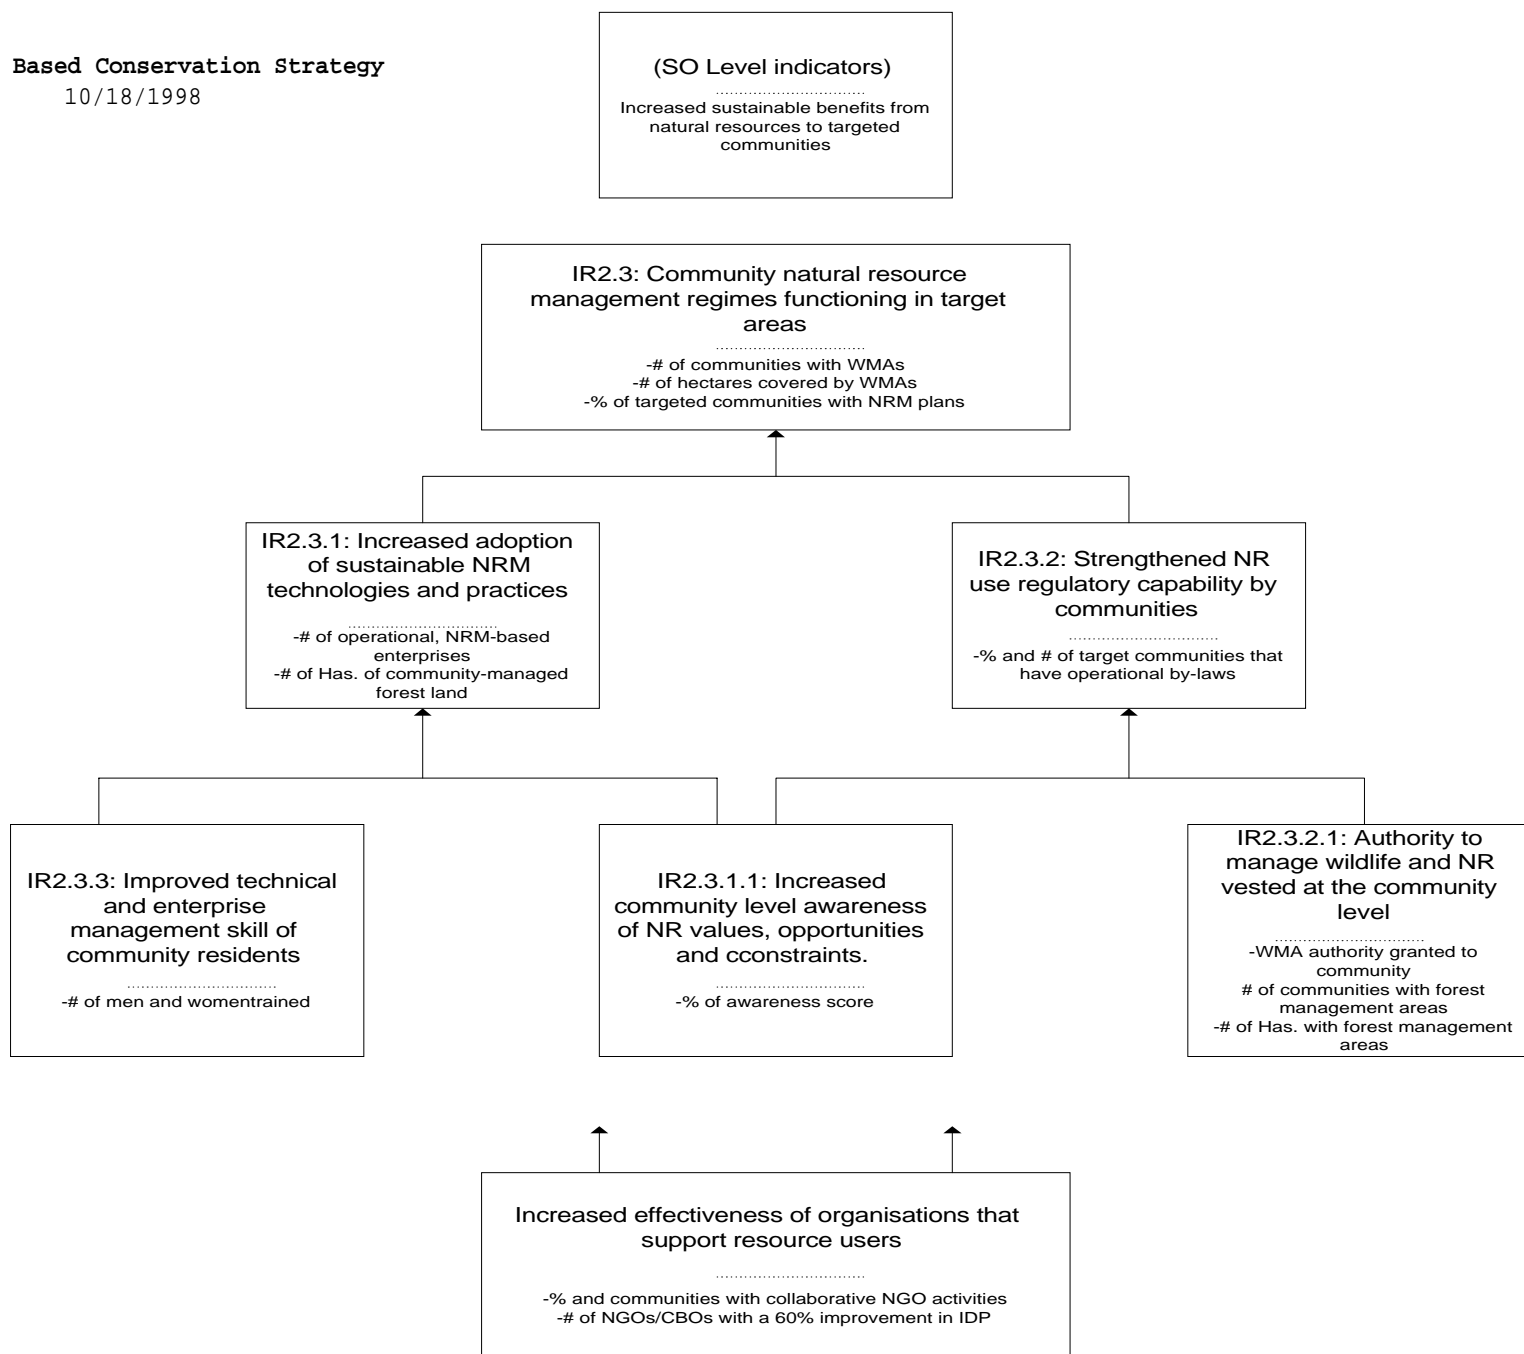 Based Conservation Strategy
10/18/1998
(SO Level indicators)
Increased sustainable benefits from
natural resources to targeted
communities
IR2.3: Community natural resource
management regimes functioning in target
areas
-# of communities with WMAs
-# of hectares covered by WMAs
-% of targeted communities with NRM plans
IR2.3.1: Increased adoption
of sustainable NRM
technologies and practices
-# of operational, NRM-based
enterprises
-# of Has. of community-managed
forest land
IR2.3.2: Strengthened NR
use regulatory capability by
communities
-% and # of target communities that
have operational by-laws
IR2.3.3: Improved technical
and enterprise
management skill of
community residents
-# of men and womentrained
IR2.3.1.1: Increased
community level awareness
of NR values, opportunities
and cconstraints.
-% of awareness score
IR2.3.2.1: Authority to
manage wildlife and NR
vested at the community
level
-WMA authority granted to
community
# of communities with forest
management areas
-# of Has. with forest management
areas
Increased effectiveness of organisations that
support resource users
-% and communities with collaborative NGO activities
-# of NGOs/CBOs with a 60% improvement in IDP